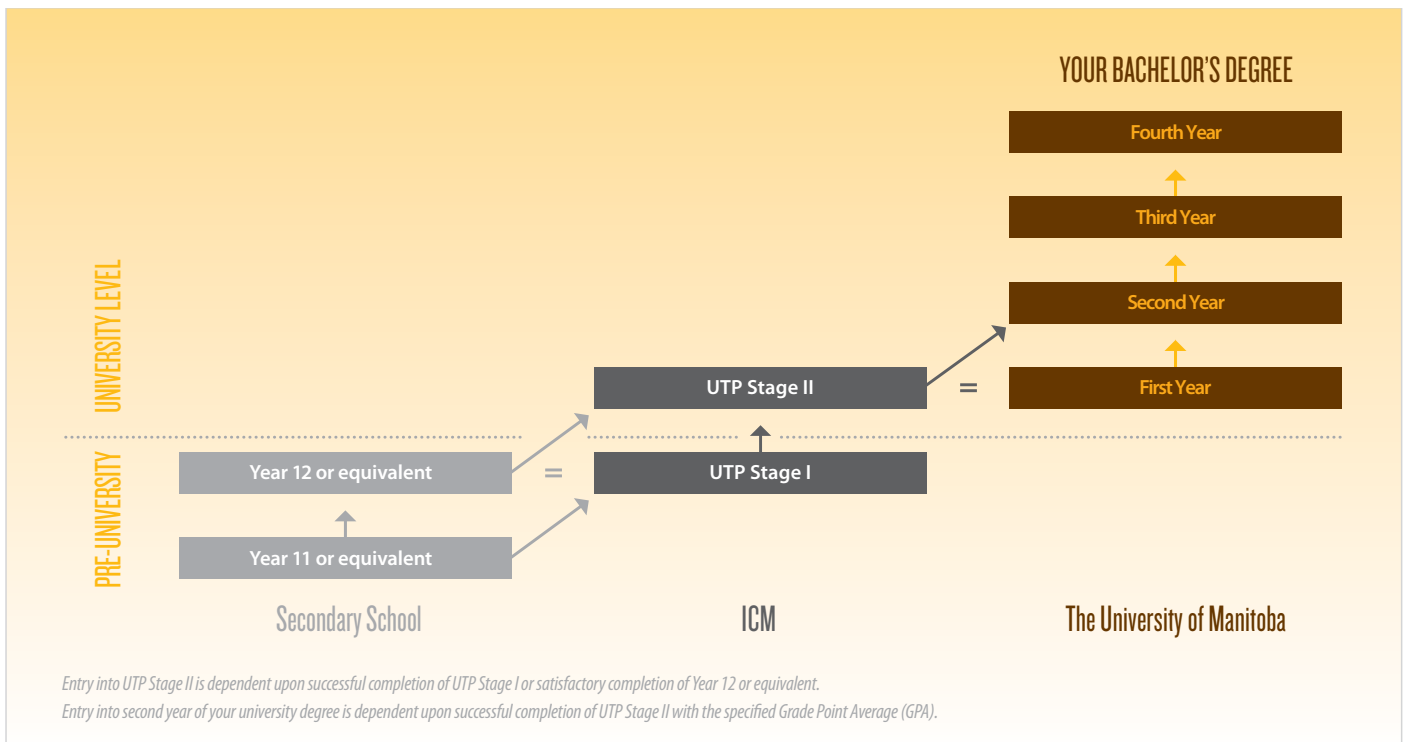 YOUR BACHELOR'S DEGREE
Fourth Year
Third Year
Second Year
UNIVERSITY LEVEL
UTP Stage II
=
First Year
PRE-UNIVERSITY
Year 12 or equivalent
=
UTP Stage I
Year 11 or equivalent
Secondary School
ICM
The University of Manitoba
Entry into UTP Stage II is dependent upon successful completion of UTP Stage I or satisfactory completion of Year 12 or equivalent.
Entry into second year of your university degree is dependent upon successful completion of UTP Stage II with the specified Grade Point Average (GPA).